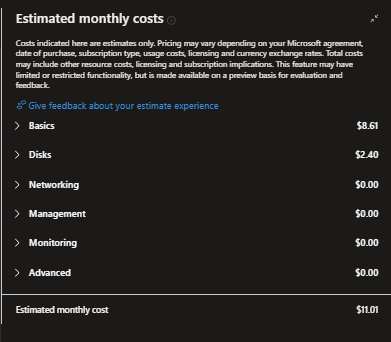 Estimated monthly costs
Costs indicated here are estimates only. Pricing may vary depending on your Microsoft agreement,
date of purchase, subscription type, usage costs, licensing and currency exchange rates. Total costs
may include other resource costs, licensing and subscription implications. This feature may have
limited or restricted functionality, but is made available on a preview basis for evaluation and
feedback.
Give feedback about your estimate experience
Basics $8.61
Disks $2.40
Networking $0.00
Management $0.00
Monitoring $0.00
Advanced $0.00
Estimated monthly cost $11.01